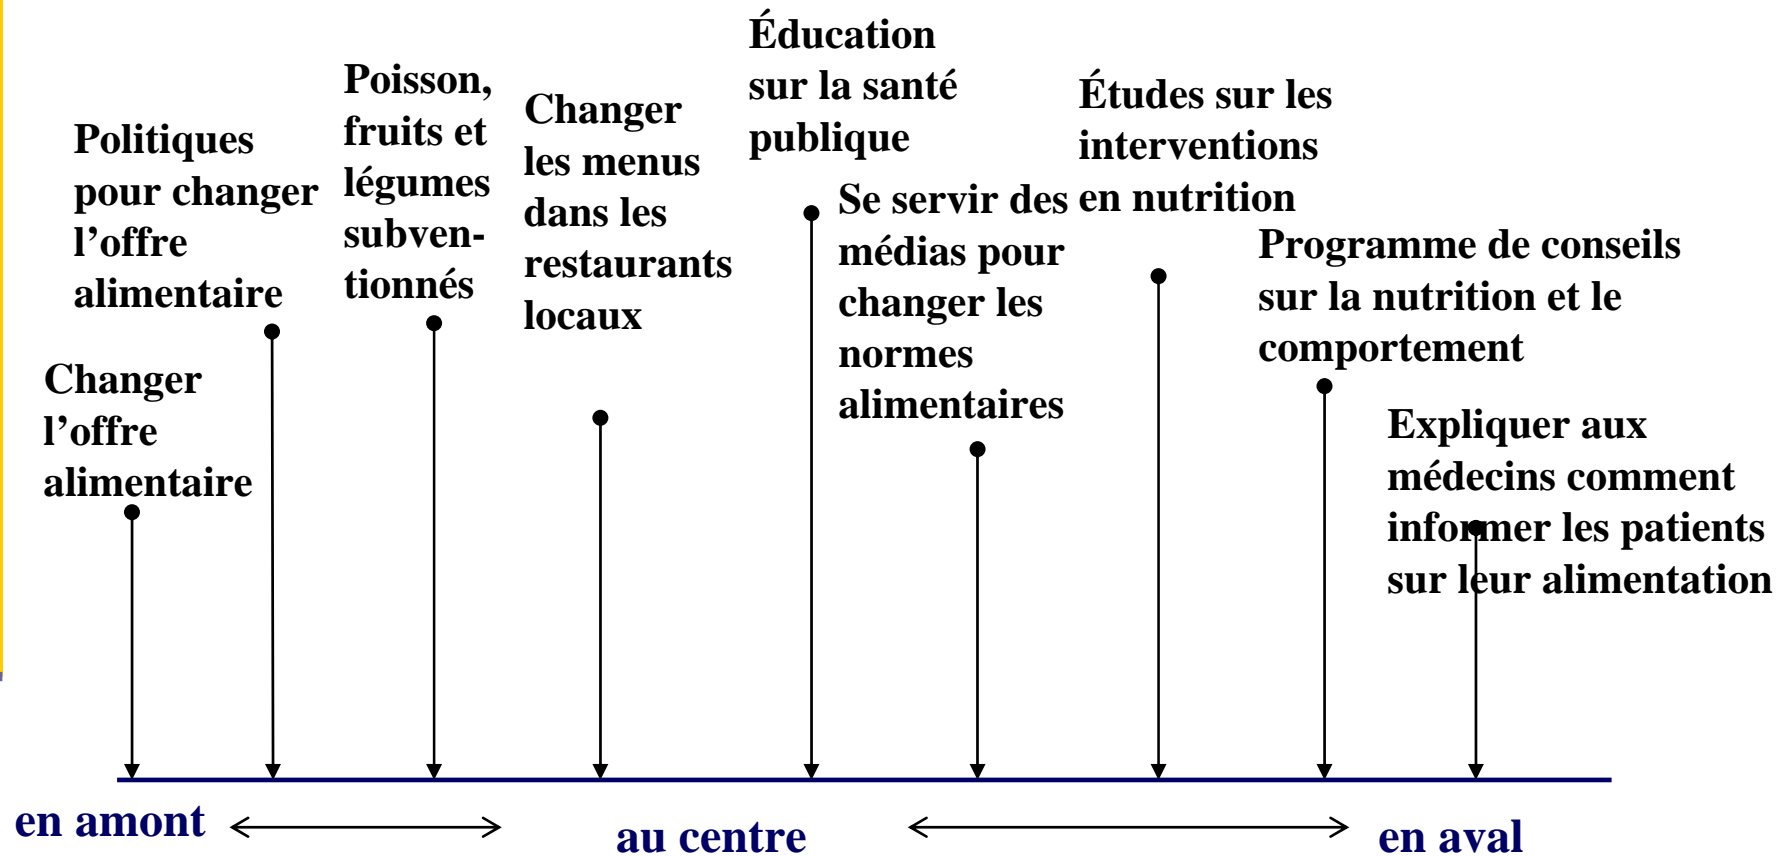 Changer
l’offre
alimentaire
Politiques
pour changer
l’offre
alimentaire
Poisson,
fruits et
légumes
subven-
tionnés
Changer
les menus
dans les
restaurants
locaux
Éducation
sur la santé
publique
Se servir des
médias pour
changer les
normes
alimentaires
Études sur les
interventions
en nutrition
Programme de conseils
sur la nutrition et le
comportement
Expliquer aux
médecins comment
informer les patients
sur leur alimentation
en amont
au centre
en aval